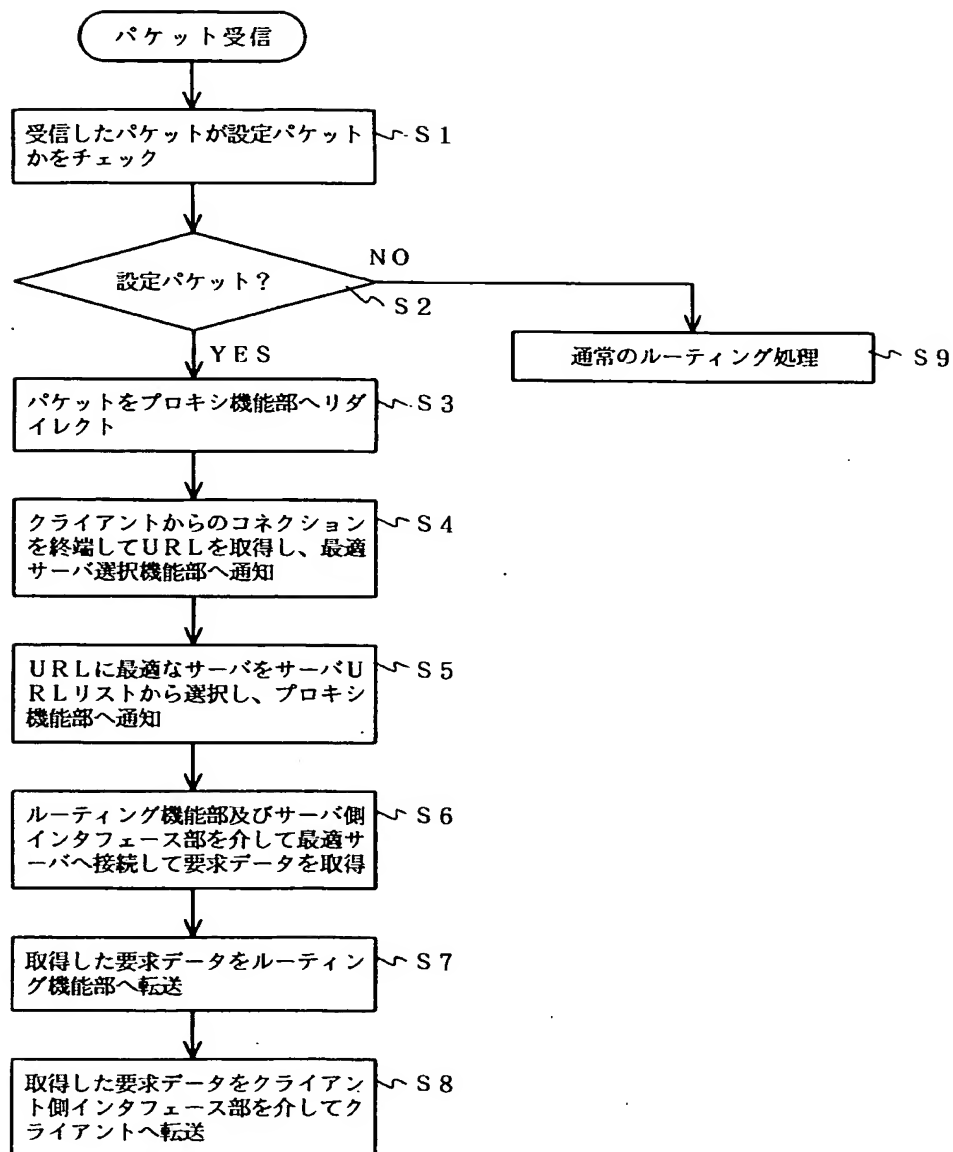 パケット受信
受信したパケットが設定パケット
かをチェック
S1
設定パケット?
NO
S2
YES
通常のルーティング処理
S9
パケットをプロキシ機能部へリダ
イレクト
S3
クライアントからのコネクション
を終端してURLを取得し、最適
サーバ選択機能部へ通知
S4
URLに最適なサーバをサーバU
RLリストから選択し、プロキシ
機能部へ通知
S5
ルーティング機能部及びサーバ側
インタフェース部を介して最適サ
ーバへ接続して要求データを取得
S6
取得した要求データをルーティン
グ機能部へ転送
S7
取得した要求データをクライアン
ト側インタフェース部を介してク
ライアントへ転送
S8